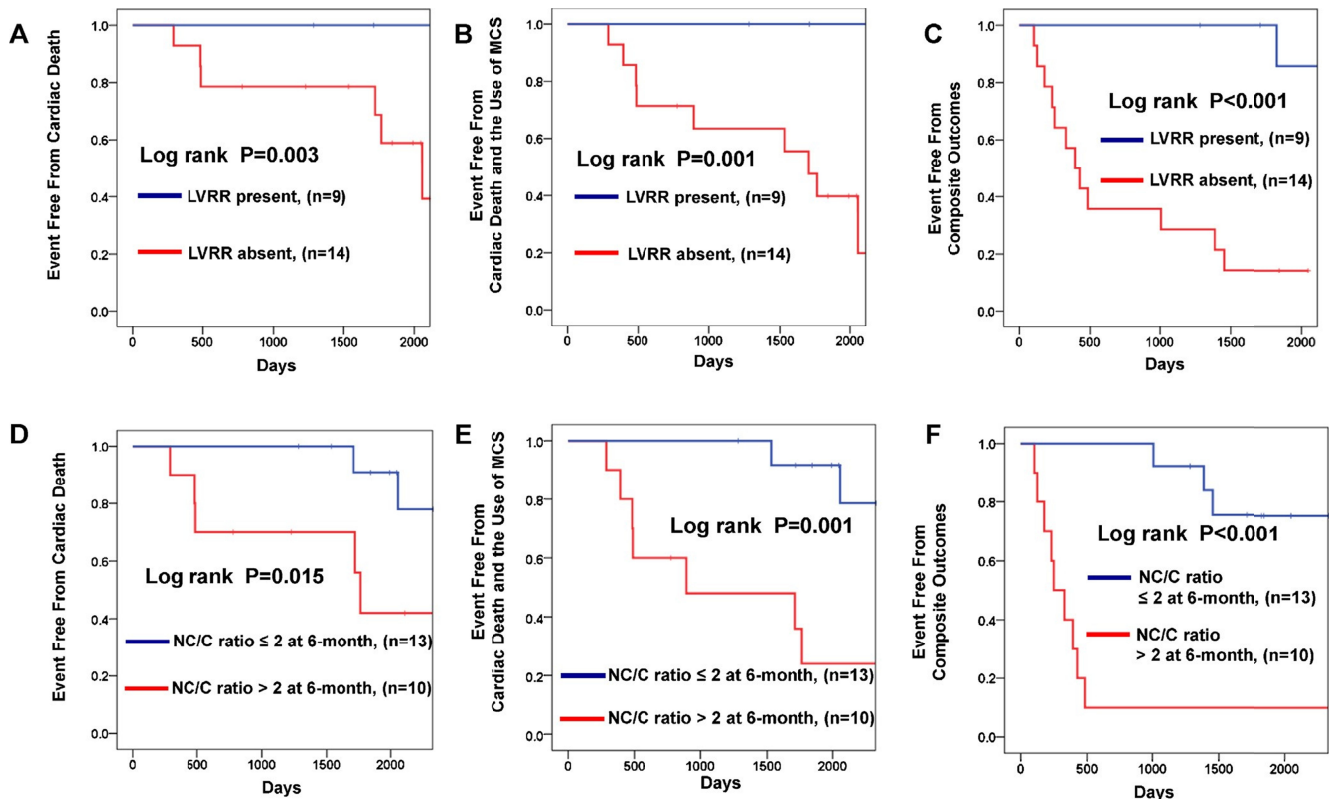 A
Event Free From Cardiac Death
1.0
0.8
0.6
0.4
0.2
0.0
Log rank P=0.003
LVRR present, (n=9)
LVRR absent, (n=14)
0 500 1000 1500 2000
Days
B
Event Free From
Cardiac Death and the Use of MCS
1.0
0.8
0.6
0.4
0.2
0.0
Log rank P=0.001
LVRR present, (n=9)
LVRR absent, (n=14)
0 500 1000 1500 2000
Days
C
Event Free From
Composite Outcomes
1.0
0.8
0.6
0.4
0.2
0.0
Log rank P<0.001
LVRR present, (n=9)
LVRR absent, (n=14)
0 500 1000 1500 2000
Days
D
Event Free From Cardiac Death
1.0
0.8
0.6
0.4
0.2
0.0
Log rank P=0.015
NC/C ratio ≤ 2 at 6-month, (n=13)
NC/C ratio > 2 at 6-month, (n=10)
0 500 1000 1500 2000
Days
E
Event Free From
Cardiac Death and the Use of MCS
1.0
0.8
0.6
0.4
0.2
0.0
Log rank P=0.001
NC/C ratio ≤ 2 at 6-month, (n=13)
NC/C ratio > 2 at 6-month, (n=10)
0 500 1000 1500 2000
Days
F
Event Free From
Composite Outcomes
1.0
0.8
0.6
0.4
0.2
0.0
Log rank P<0.001
NC/C ratio
≤ 2 at 6-month, (n=13)
NC/C ratio
> 2 at 6-month, (n=10)
0 500 1000 1500 2000
Days